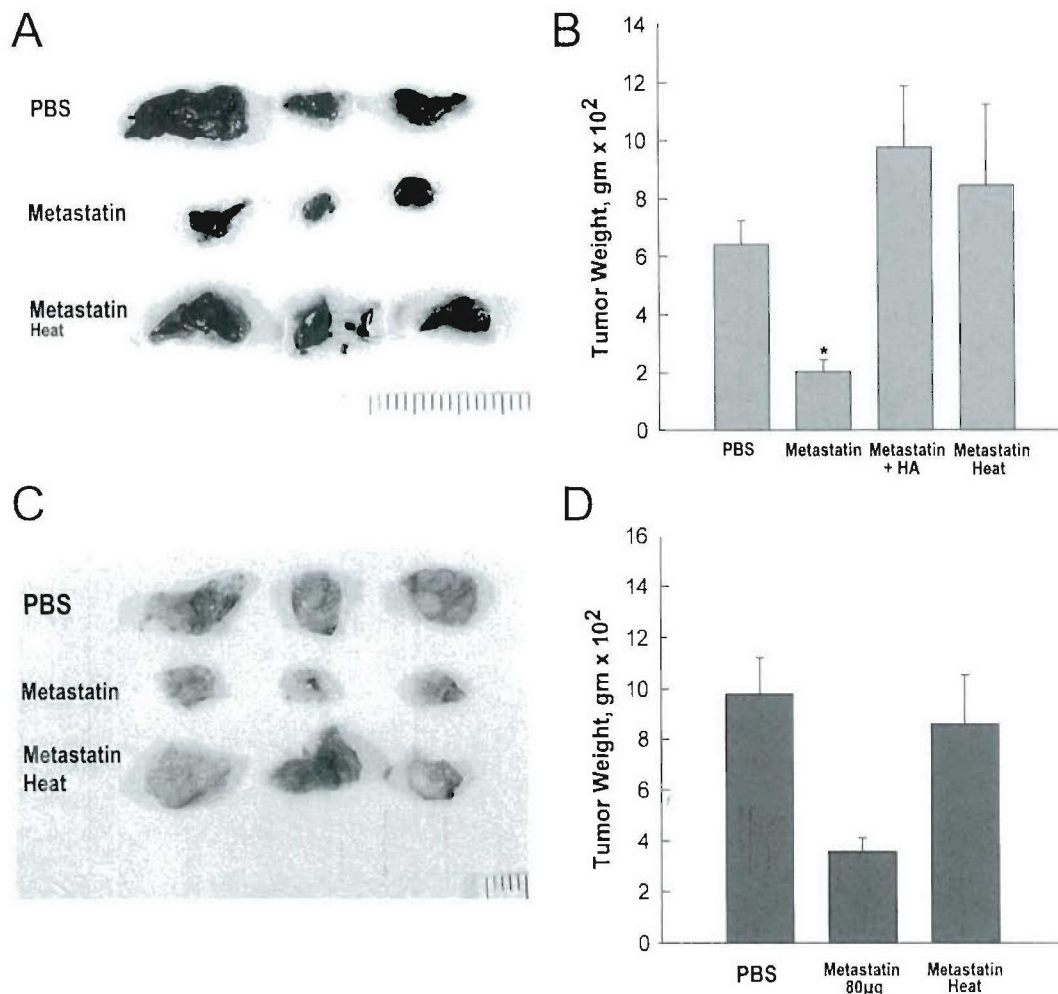 A
PBS
Metastatin
Metastatin
Heat
B
Tumor Weight, gm x 10²
14
12
10
8
6
4
2
0
*
PBS
Metastatin
Metastatin
+ HA
Metastatin
Heat
C
PBS
Metastatin
Metastatin
Heat
D
Tumor Weight, gm x 10²
16
14
12
10
8
6
4
2
0
PBS
Metastatin
80µg
Metastatin
Heat